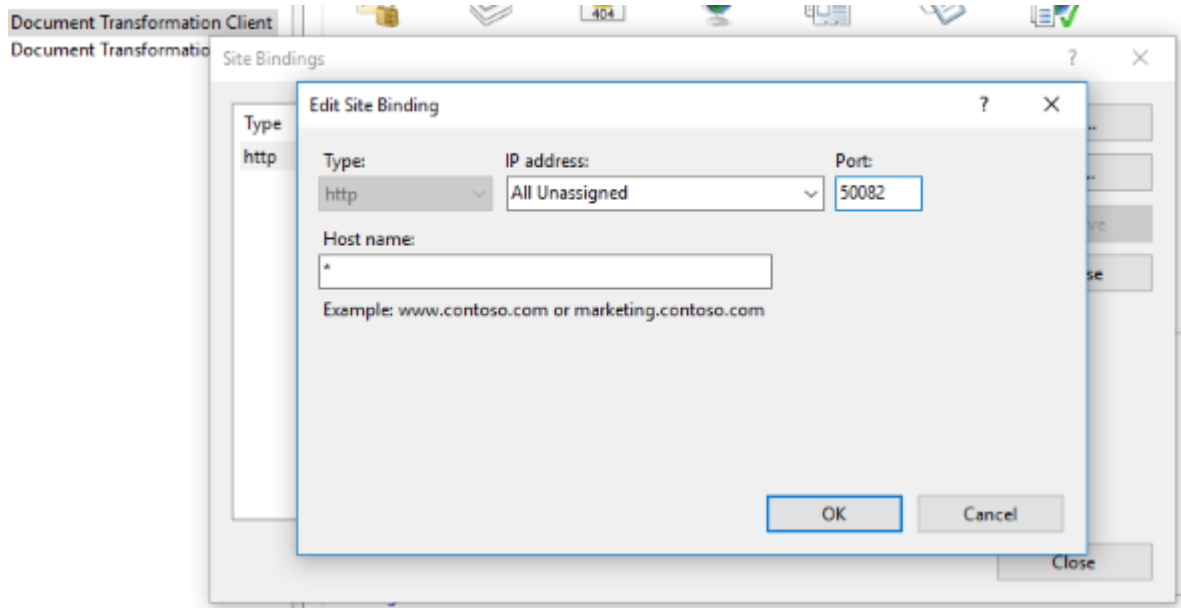 404
Document Transformation Client
Document Transformatio
Site Bindings ? ×
Edit Site Binding ? ×
Type
http
Type: IP address: Port:
http All Unassigned 50082
Host name:
*
Example: www.contoso.com or marketing.contoso.com
OK Cancel
Close